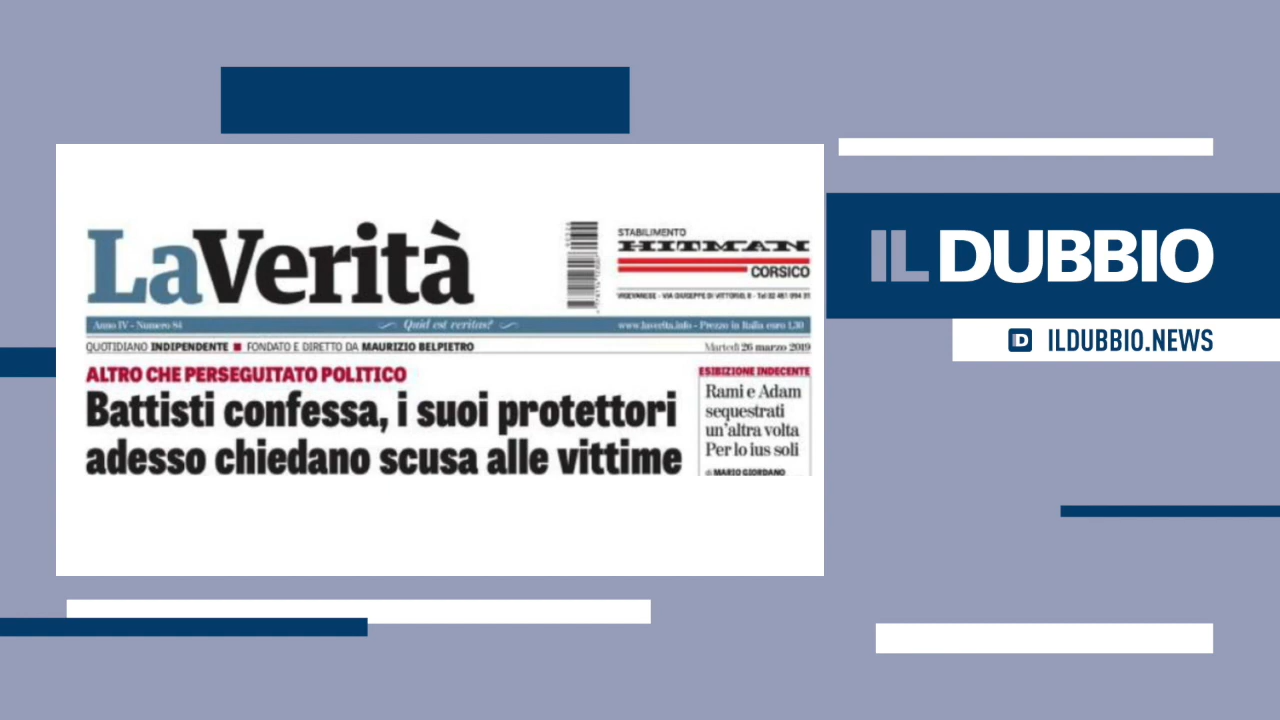 LaVerità
STABILIMENTO
HITMAN
CORSICO
Anno IV - Numero 84
Quid est veritas?
www.laverita.info - Prezzo in Italia euro 1,30
QUOTIDIANO INDIPENDENTE ■ FONDATO E DIRETTO DA MAURIZIO BELPIETRO
Martedì 26 marzo 2019
ALTRO CHE PERSEGUITATO POLITICO
Battisti confessa, i suoi protettori
adesso chiedano scusa alle vittime
ESIBIZIONE INDECENTE
Rami e Adam
sequestrati
un'altra volta
Per lo ius soli
di MARIO GIORDANO
IL DUBBIO
ILDUBBIO.NEWS